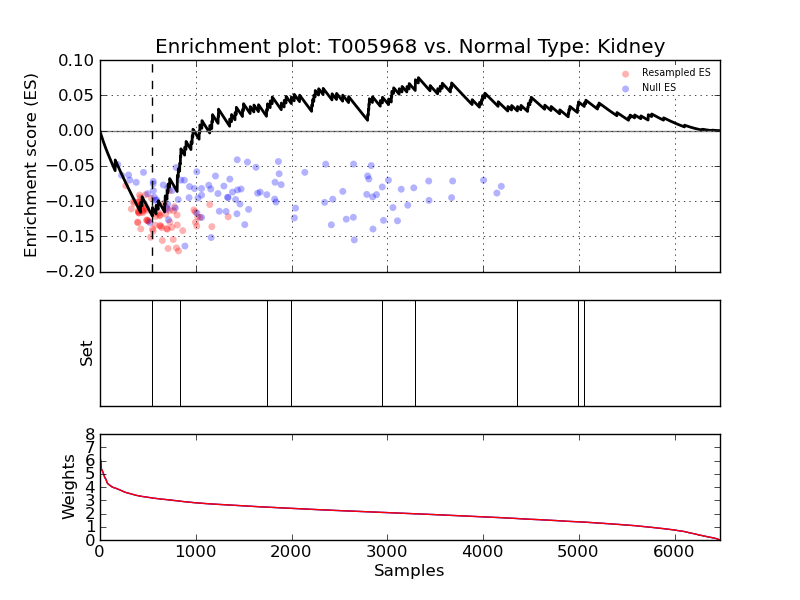 Enrichment plot: T005968 vs. Normal Type: Kidney
Enrichment score (ES)
0.10
0.05
0.00
−0.05
−0.10
−0.15
−0.20
Resampled ES
Null ES
Set
Weights
8
7
6
5
4
3
2
1
0
0 1000 2000 3000 4000 5000 6000
Samples